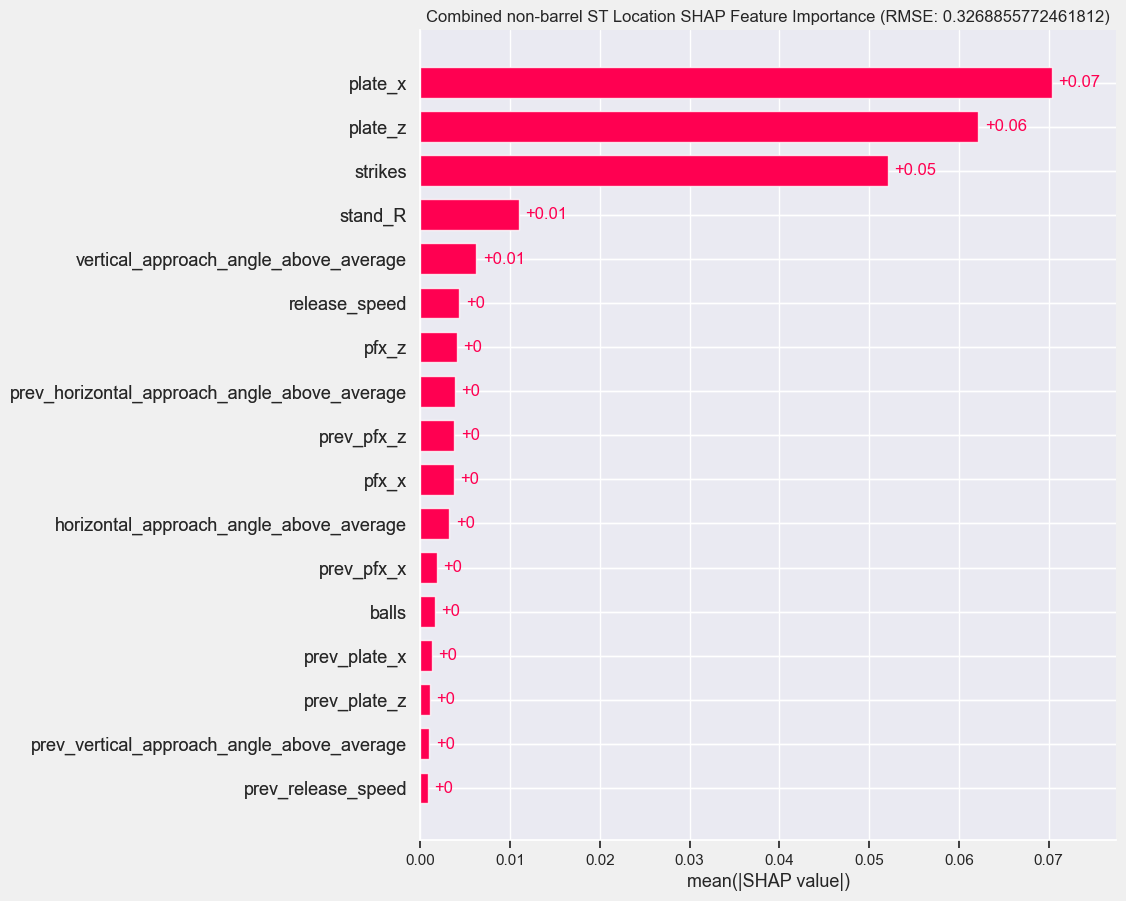 Combined non-barrel ST Location SHAP Feature Importance (RMSE: 0.3268855772461812)
plate_x +0.07
plate_z +0.06
strikes +0.05
stand_R +0.01
vertical_approach_angle_above_average +0.01
release_speed +0
pfx_z +0
prev_horizontal_approach_angle_above_average +0
prev_pfx_z +0
pfx_x +0
horizontal_approach_angle_above_average +0
prev_pfx_x +0
balls +0
prev_plate_x +0
prev_plate_z +0
prev_vertical_approach_angle_above_average +0
prev_release_speed +0
0.00 0.01 0.02 0.03 0.04 0.05 0.06 0.07
mean(|SHAP value|)